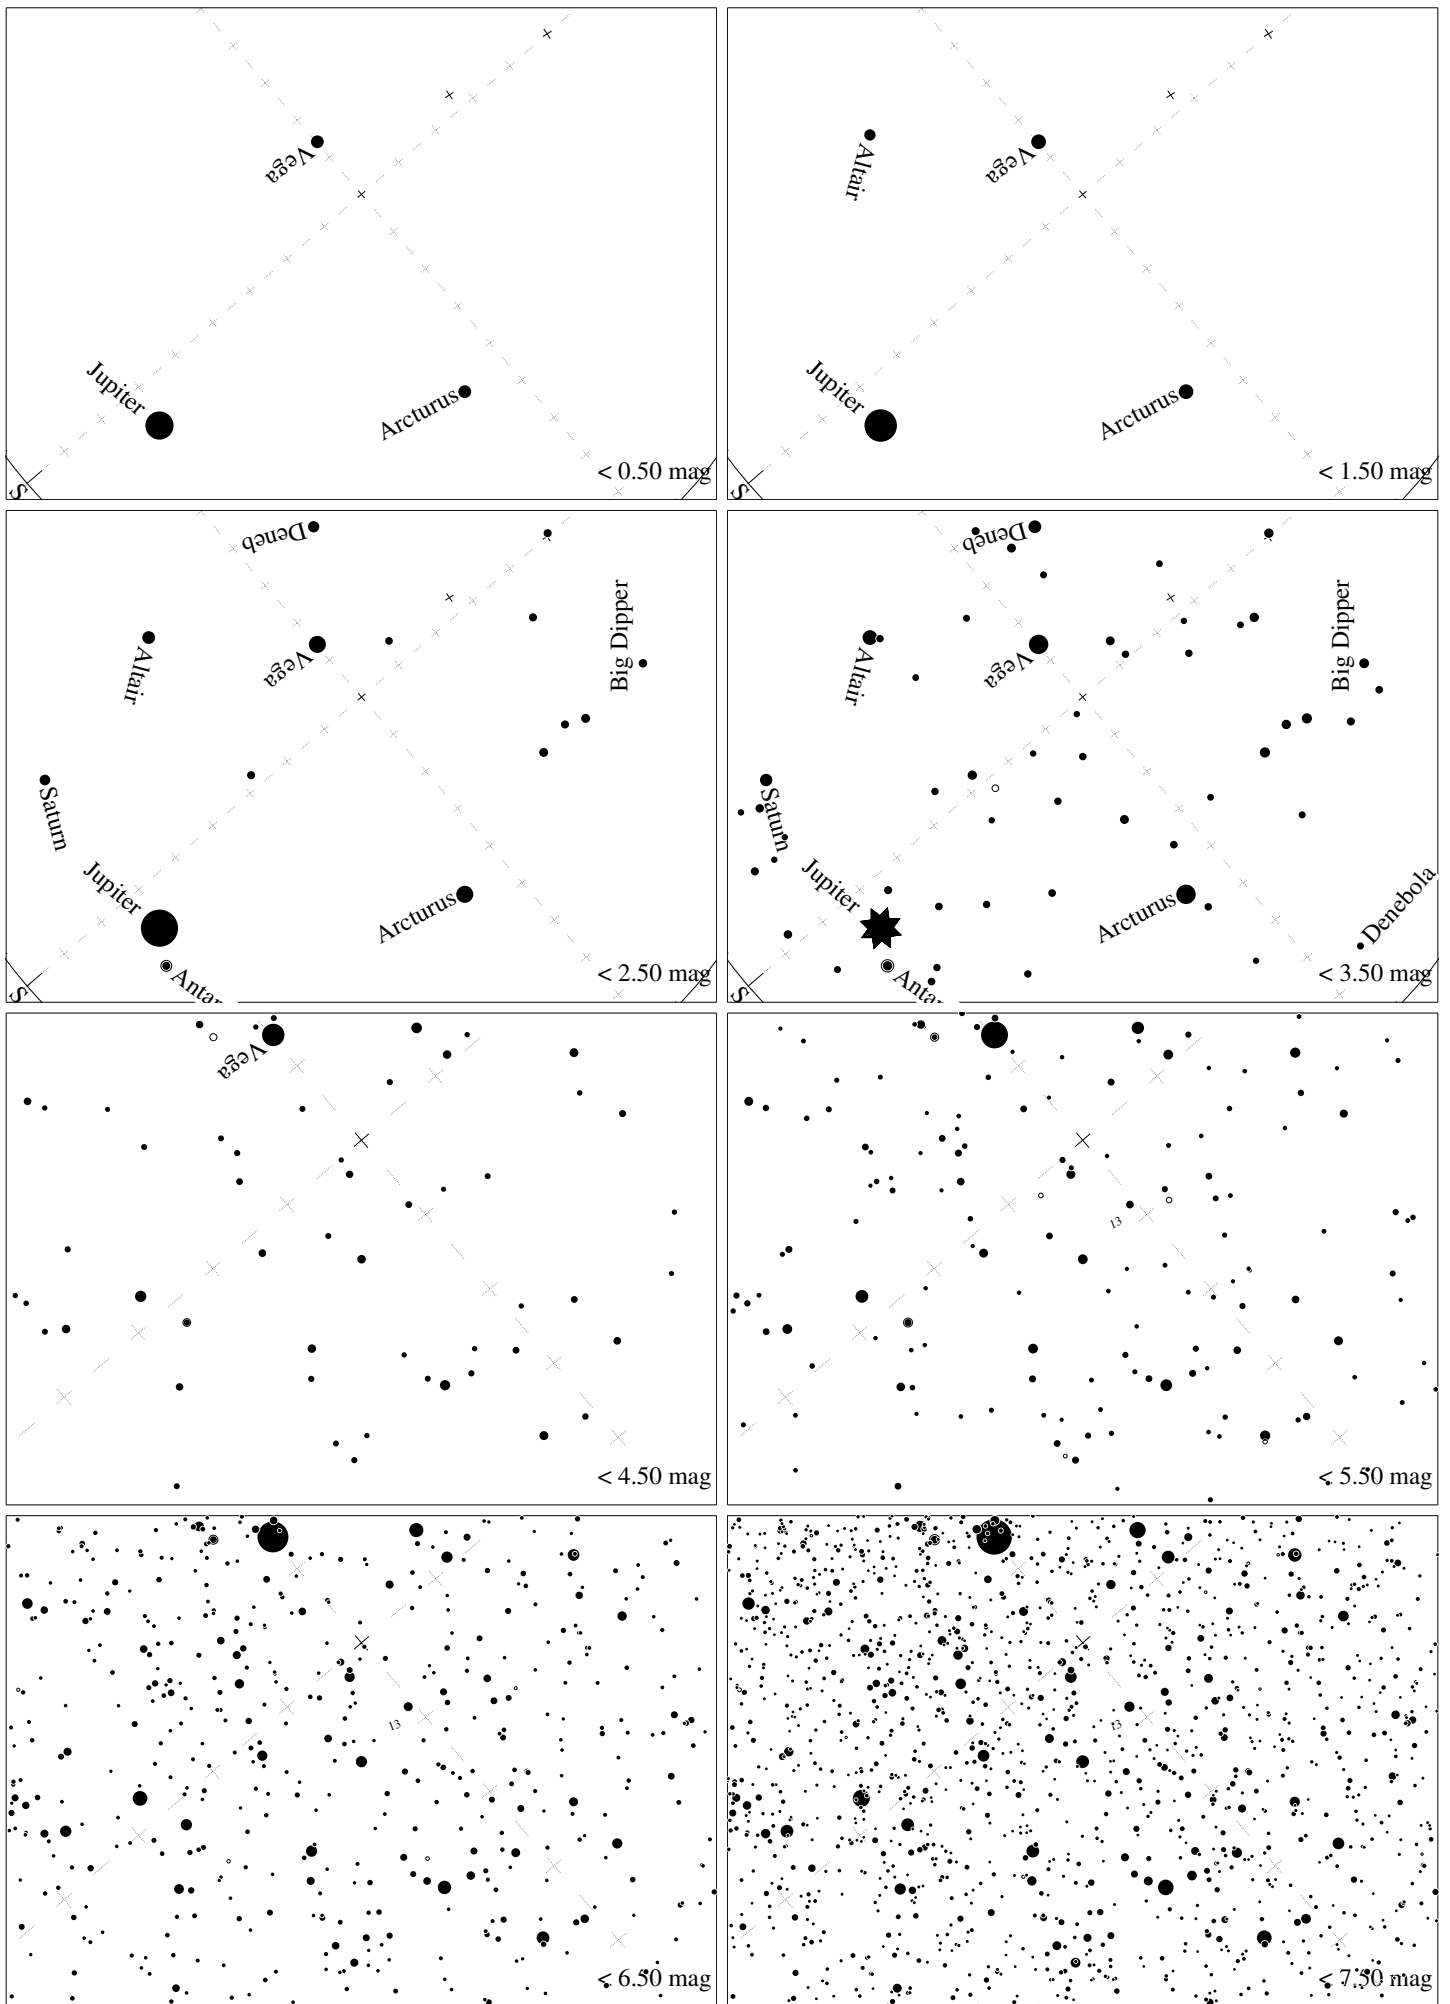 Vega
Jupiter
Arcturus
S
< 0.50 mag
Altair
Vega
Jupiter
Arcturus
S
< 1.50 mag
Deneb
Big Dipper
Altair
Vega
Saturn
Jupiter
Arcturus
Antar
S
< 2.50 mag
Deneb
Big Dipper
Altair
Vega
Saturn
Jupiter
Arcturus
Denebola
Antar
S
< 3.50 mag
Vega
< 4.50 mag
13
< 5.50 mag
13
< 6.50 mag
13
< 7.50 mag